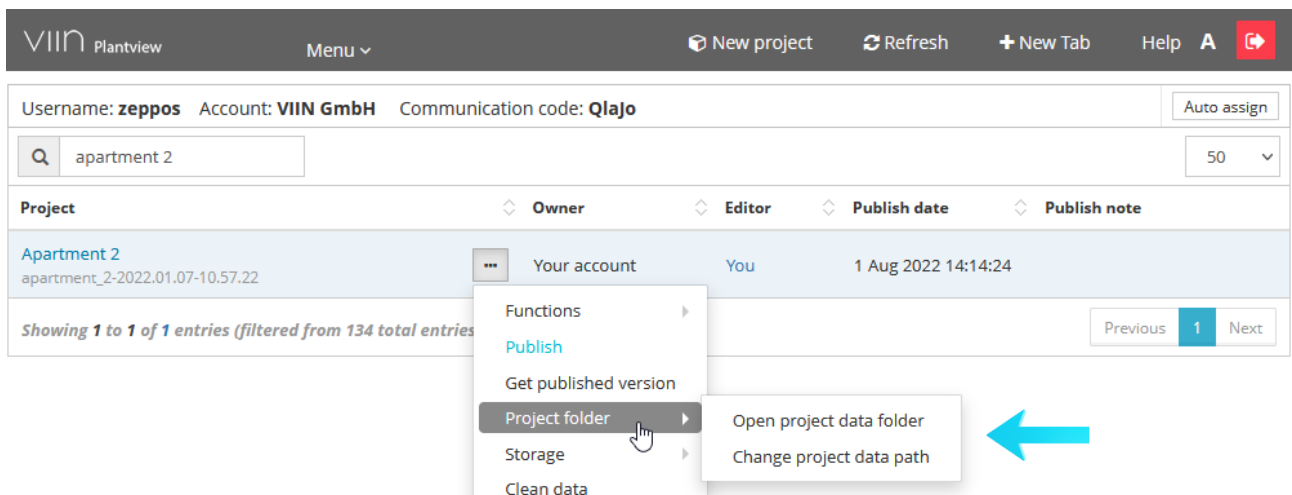 VIIN Plantview Menu New project Refresh New Tab Help A
Username: zeppos Account: VIIN GmbH Communication code: QlaJo Auto assign
apartment 2 50
Project Owner Editor Publish date Publish note
Apartment 2
apartment_2-2022.01.07-10.57.22
... Your account You 1 Aug 2022 14:14:24
Showing 1 to 1 of 1 entries (filtered from 134 total entries
Previous 1 Next
Functions
Publish
Get published version
Project folder
Storage
Clean data
Open project data folder
Change project data path